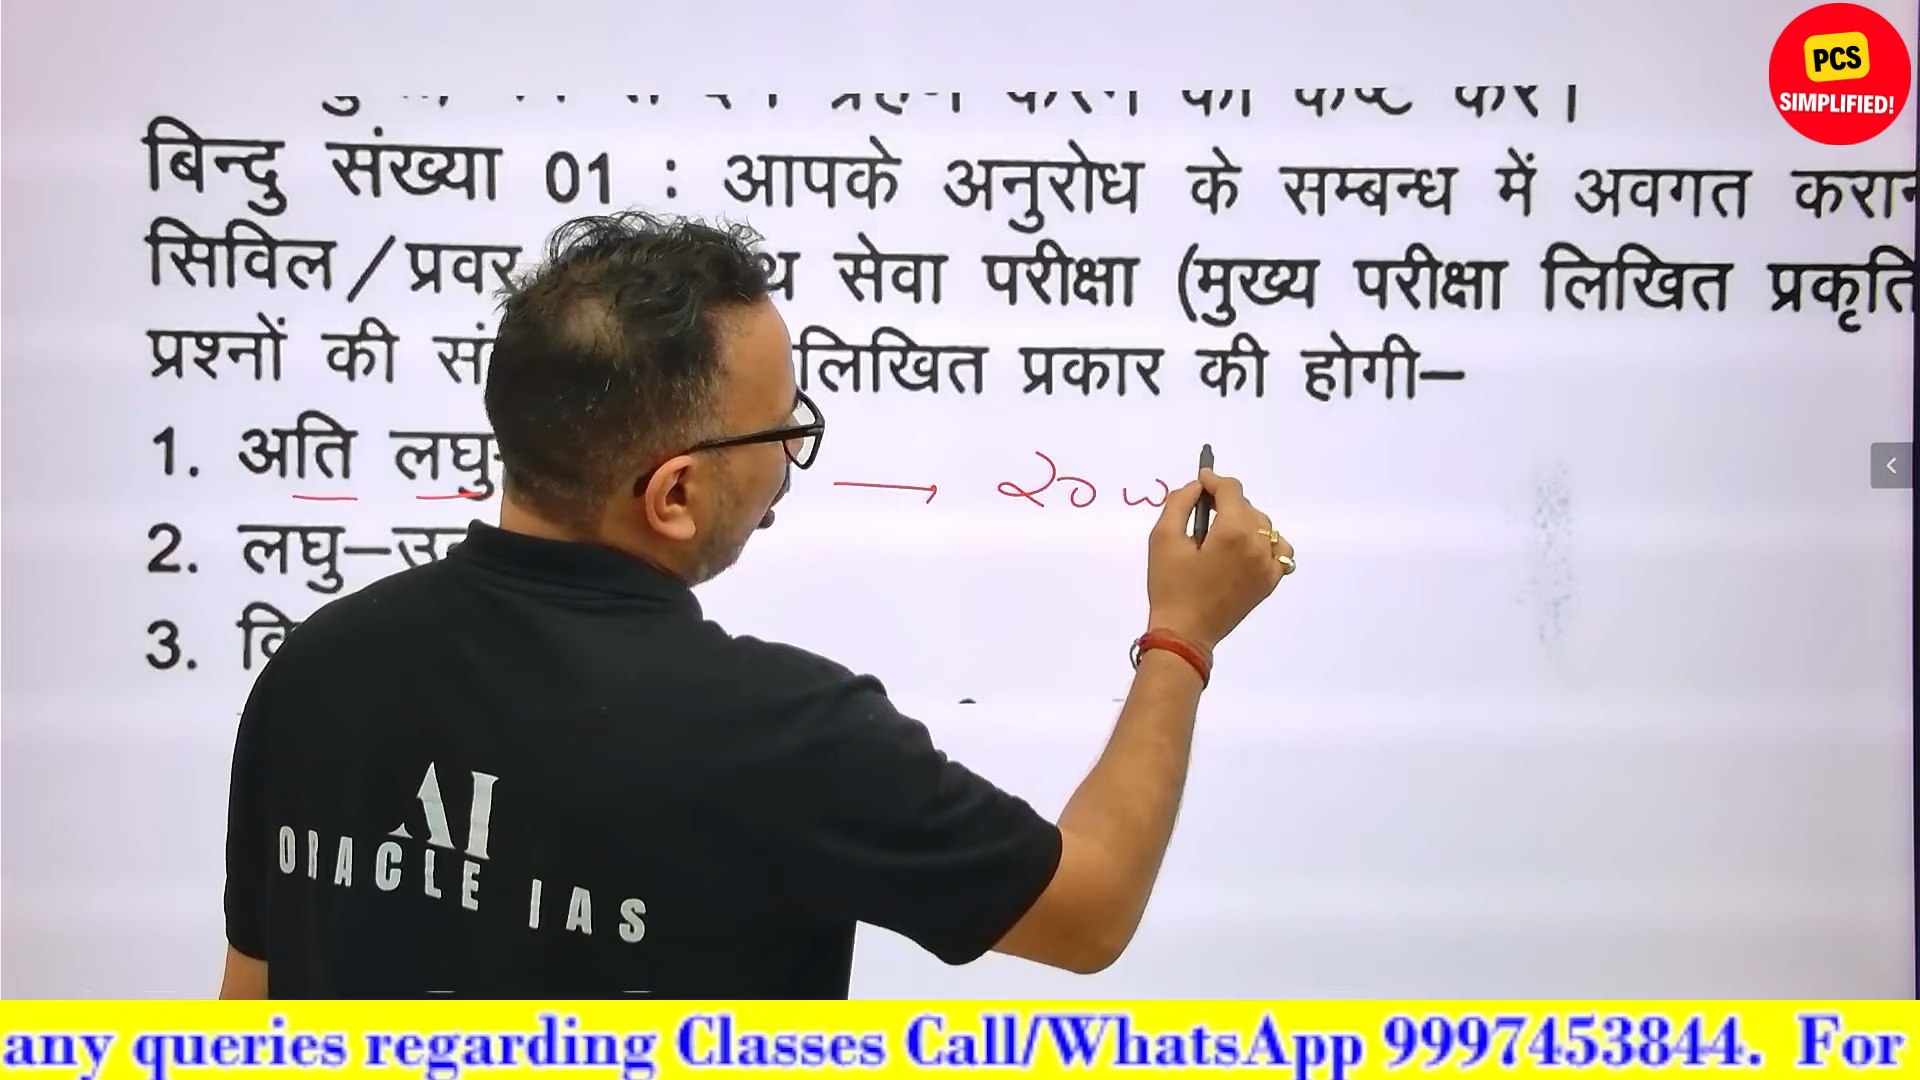 PCS
SIMPLIFIED!
बिन्दु संख्या 01 : आपके अनुरोध के सम्बन्ध में अवगत
सिविल/प्रवर सेवा परीक्षा (मुख्य परीक्षा लिखित प्रकृति
प्रश्नों की लिखित प्रकार की होगी–
1. अति लघु
20 w
2. लघु–
3.
AI
ORACLE IAS
any queries regarding Classes Call/WhatsApp 9997453844. For